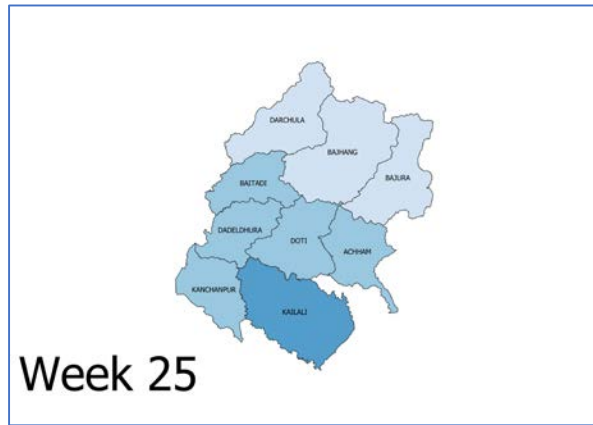 DARCHULA
BAJHANG
BAJURA
BAITADI
DADELDHURA
DOTI
ACHHAM
KANCHANPUR
KAILALI
Week 25